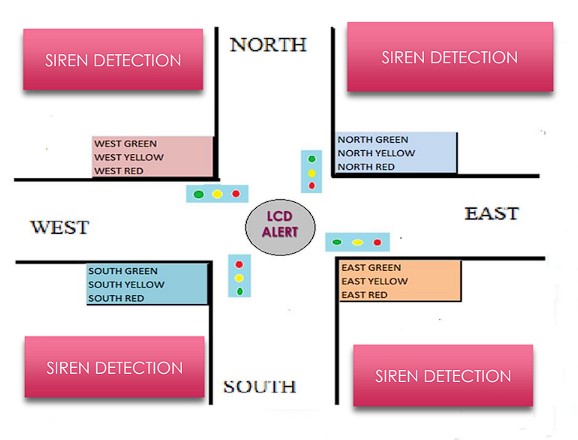 SIREN DETECTION
NORTH
SIREN DETECTION
WEST GREEN
WEST YELLOW
WEST RED
NORTH GREEN
NORTH YELLOW
NORTH RED
WEST
LCD
ALERT
EAST
SOUTH GREEN
SOUTH YELLOW
SOUTH RED
EAST GREEN
EAST YELLOW
EAST RED
SIREN DETECTION
SOUTH
SIREN DETECTION